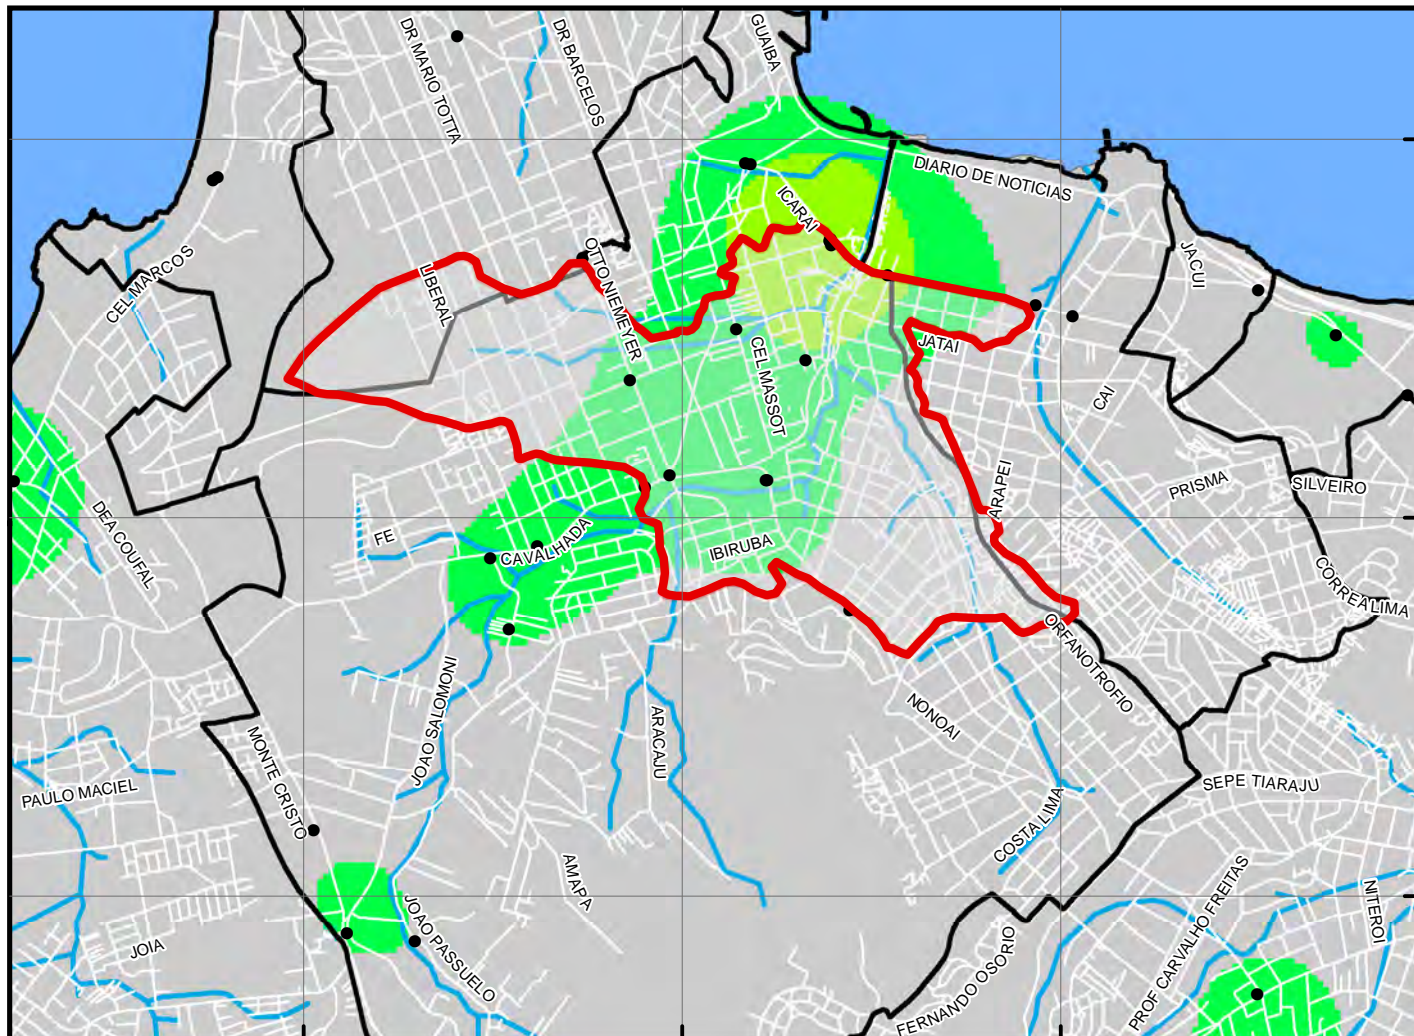 DR MARIO TOTTA
DR BARCELOS
GUAIBA
DIARIO DE NOTICIAS
ICARAI
CEL MARCOS
LIBERAL
OTTO NIEMEYER
JACUI
JATAI
CEL MASSOT
CAI
ARAPEI
PRISMA
SILVEIRO
DEA COUFAL
FE
CAVALHADA
IBIRUBA
CORREA LIMA
ORFANOTROFIO
JOAO SALOMONI
ARACAJU
NONOAI
MONTE CRISTO
PAULO MACIEL
SEPE TIARAJU
COSTA LIMA
AMAPA
JOAO PASSUELO
JOIA
FERNANDO OSORIO
PROF CARVALHO FREITAS
NITEROI